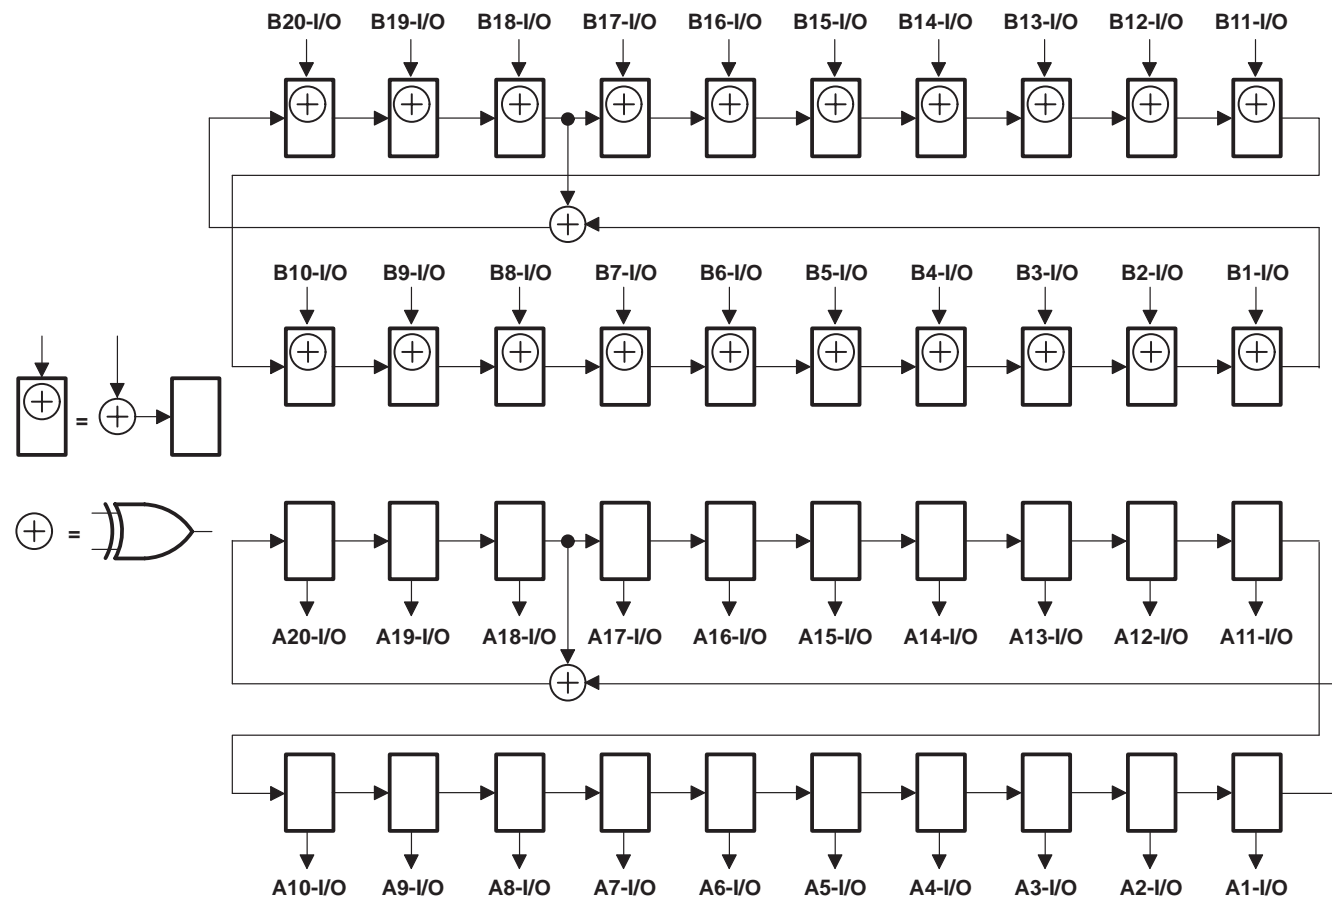 B20-I/O B19-I/O B18-I/O B17-I/O B16-I/O B15-I/O B14-I/O B13-I/O B12-I/O B11-I/O
B10-I/O B9-I/O B8-I/O B7-I/O B6-I/O B5-I/O B4-I/O B3-I/O B2-I/O B1-I/O
=
=
A20-I/O A19-I/O A18-I/O A17-I/O A16-I/O A15-I/O A14-I/O A13-I/O A12-I/O A11-I/O
A10-I/O A9-I/O A8-I/O A7-I/O A6-I/O A5-I/O A4-I/O A3-I/O A2-I/O A1-I/O